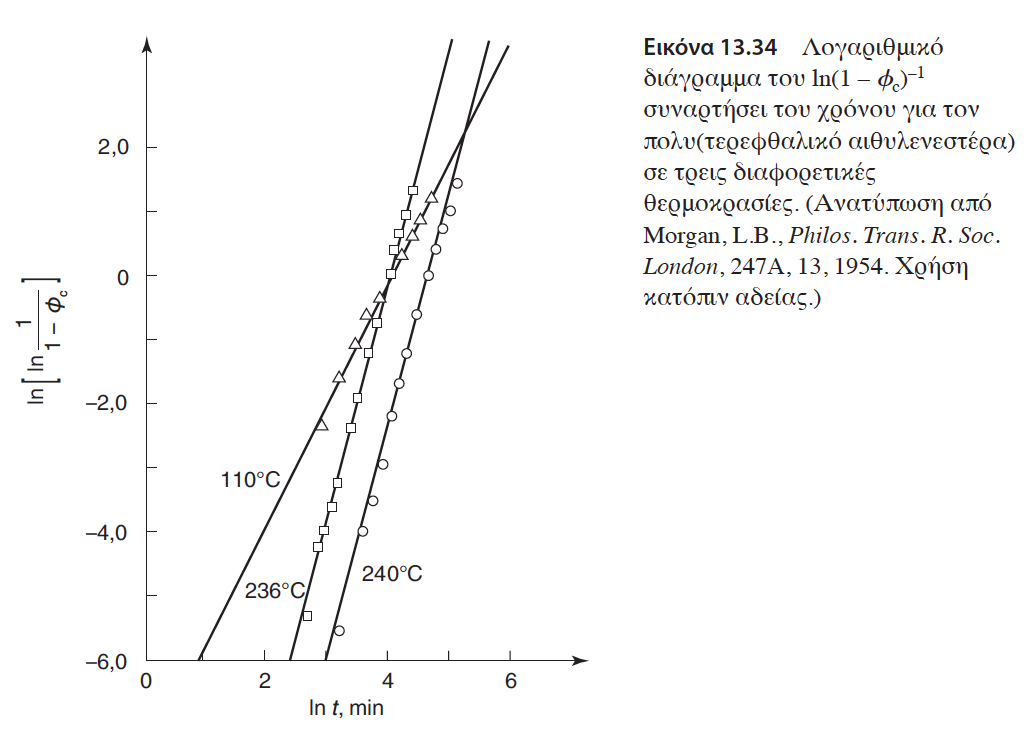 2,0
0
−2,0
−4,0
−6,0
ln [ ln 1/(1 − ϕc) ]
110°C
236°C
240°C
0
2
4
6
ln t, min
Εικόνα 13.34 Λογαριθμικό
διάγραμμα του ln(1 – ϕc)–1
συναρτήσει του χρόνου για τον
πολυ(τερεφθαλικό αιθυλενεστέρα)
σε τρεις διαφορετικές
θερμοκρασίες. (Ανατύπωση από
Morgan, L.B., Philos. Trans. R. Soc.
London, 247A, 13, 1954. Χρήση
κατόπιν αδείας.)